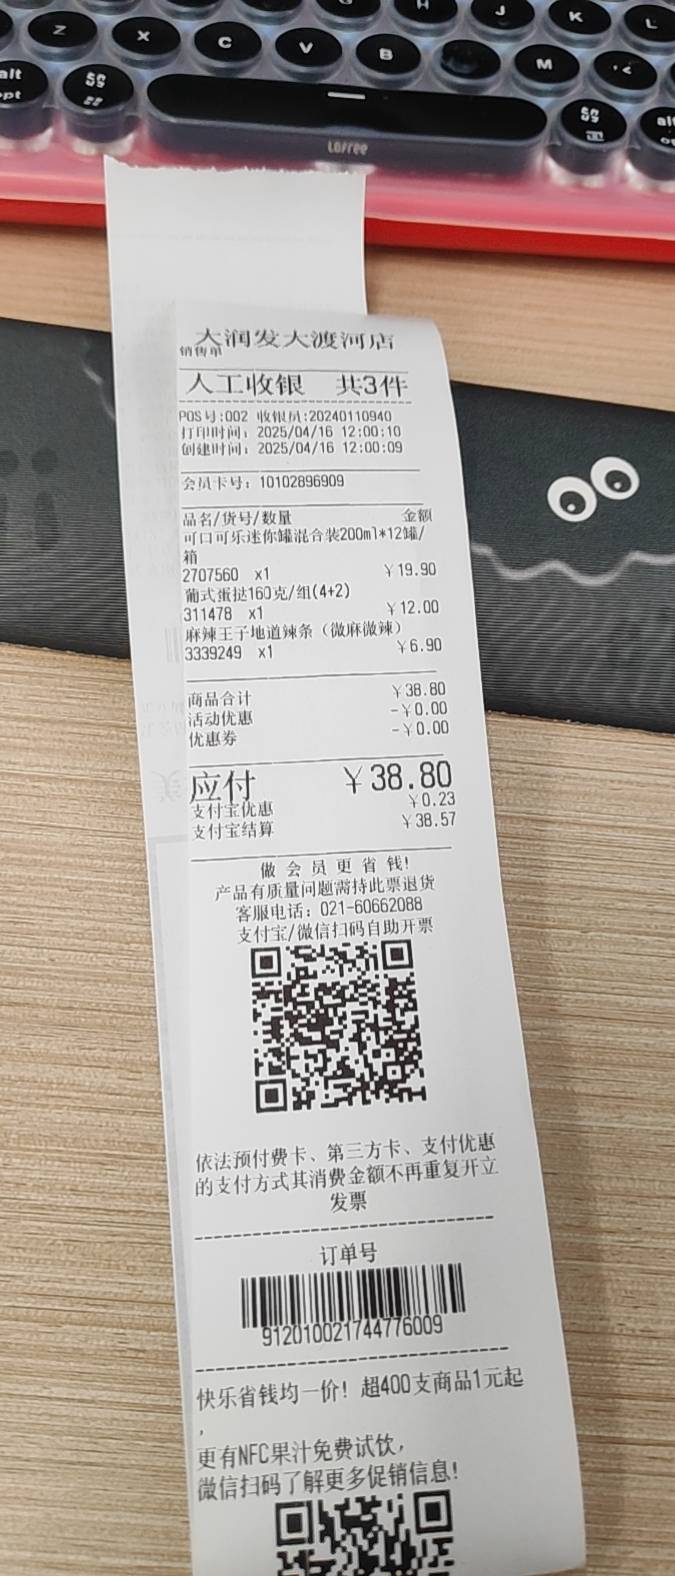 Z X C V B M
H J K L
alt
opt
alt
lofree
大润发大渡河店
销售单
人工收银 共3件
POS号:002 收银员:20240110940
打印时间: 2025/04/16 12:00:10
创建时间: 2025/04/16 12:00:09
会员卡号: 10102896909
品名/货号/数量 金额
可口可乐迷你罐混合装200ml*12罐/
箱
2707560 x1 ￥19.90
葡式蛋挞160克/组(4+2)
311478 x1 ￥12.00
麻辣王子地道辣条（微麻微辣）
3339249 x1 ￥6.90
商品合计 ￥38.80
活动优惠 -￥0.00
优惠券 -￥0.00
应付 ￥38.80
支付宝优惠 ￥0.23
支付宝结算 ￥38.57
做 会 员 更 省 钱!
产品有质量问题需持此票退货
客服电话: 021-60662088
支付宝/微信扫码自助开票
依法预付费卡、第三方卡、支付优惠
的支付方式其消费金额不再重复开立
发票
订单号
912010021744776009
快乐省钱均一价! 超400支商品1元起
,
更有NFC果汁免费试饮,
微信扫码了解更多促销信息!